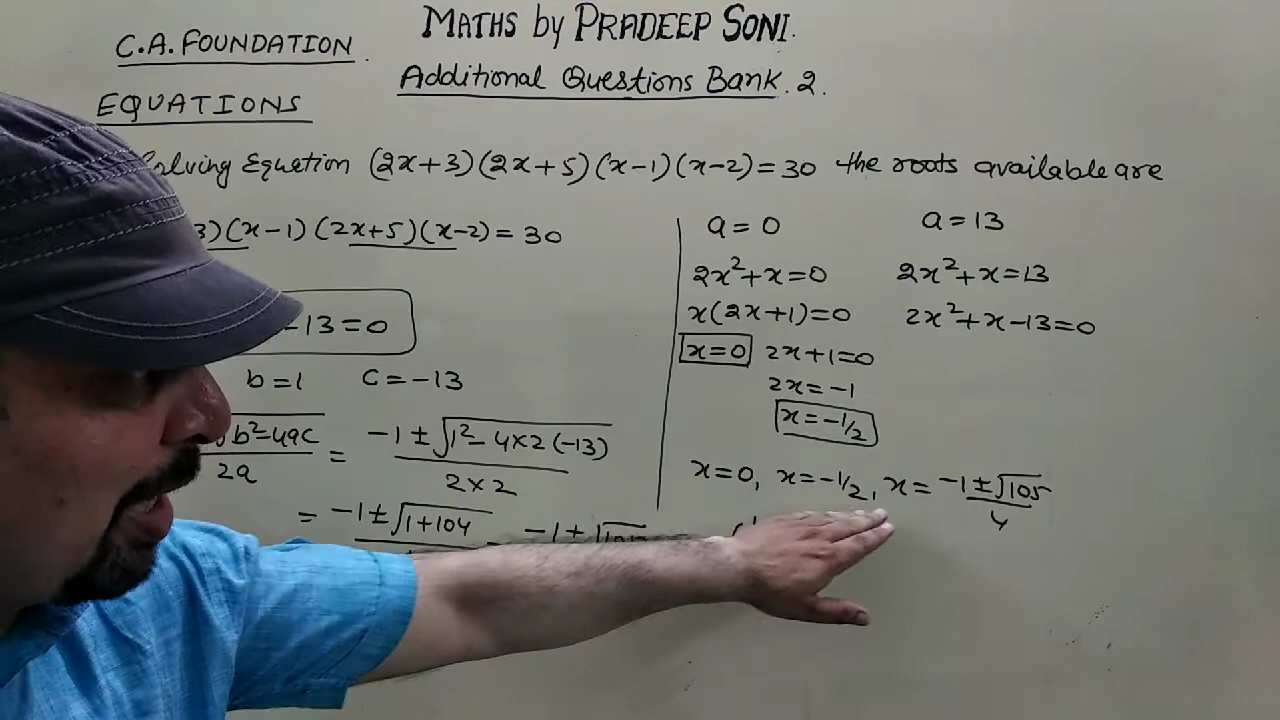 MATHS by PRADEEP SONI.
C.A. FOUNDATION.
Additional Questions Bank. 2.
EQUATIONS
Equation (2x+3)(2x+5)(x-1)(x-2)=30 the roots available are
3)(x-1)(2x+5)(x-2)=30
-13=0
b=1 c=-13
√b²-4ac / 2a = -1±√1²-4×2(-13) / 2×2
= -1±√1+104
a=0
2x²+x=0
x(2x+1)=0
x=0 2x+1=0
2x=-1
x=-1/2
a=13
2x²+x=13
2x²+x-13=0
x=0, x=-1/2, x= -1±√105 / 4